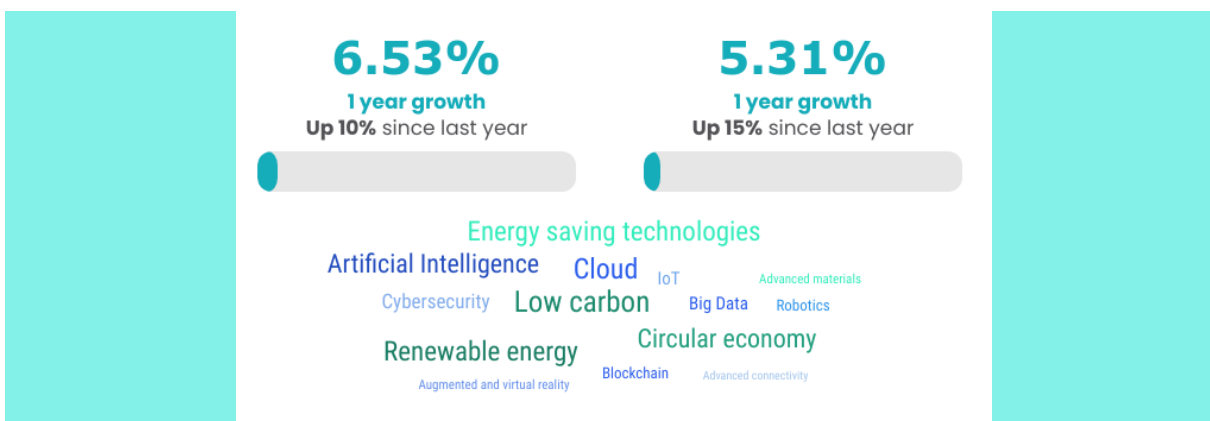 6.53%
1 year growth
Up 10% since last year
5.31%
1 year growth
Up 15% since last year
Energy saving technologies
Artificial Intelligence
Cloud
IoT
Advanced materials
Cybersecurity
Low carbon
Big Data
Robotics
Circular economy
Renewable energy
Blockchain
Advanced connectivity
Augmented and virtual reality